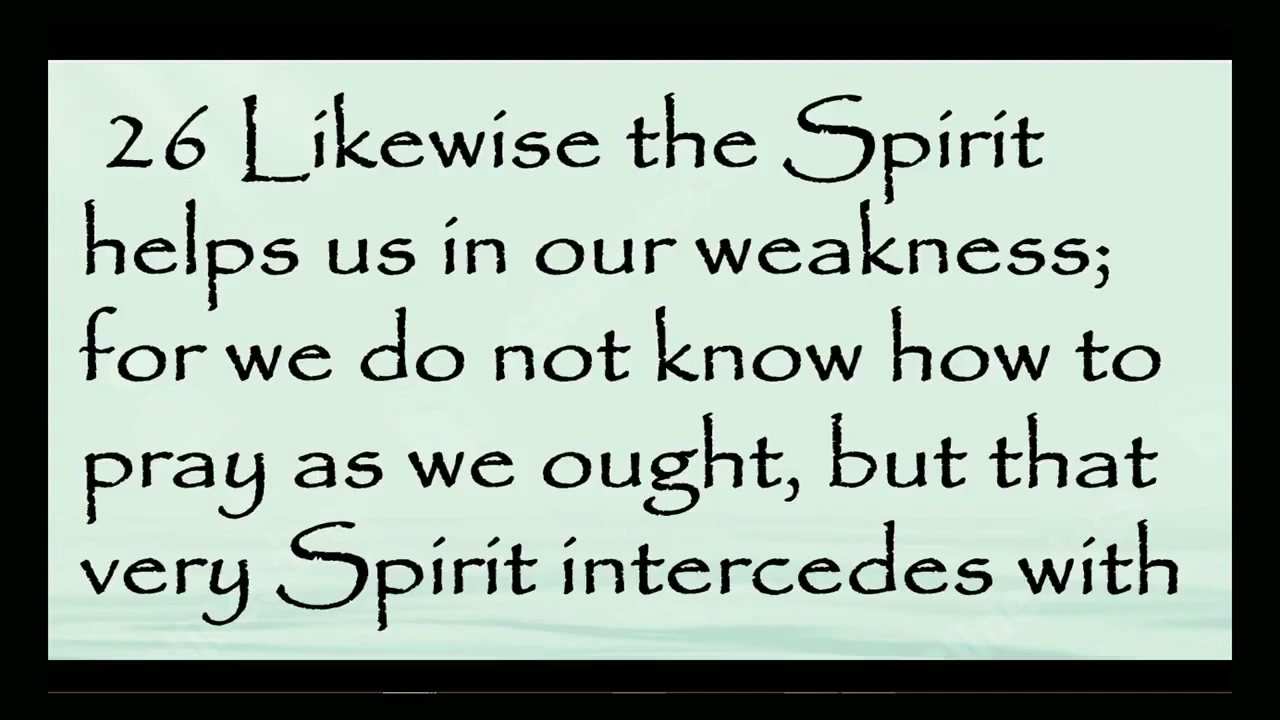 26 Likewise the Spirit
helps us in our weakness;
for we do not know how to
pray as we ought, but that
very Spirit intercedes with